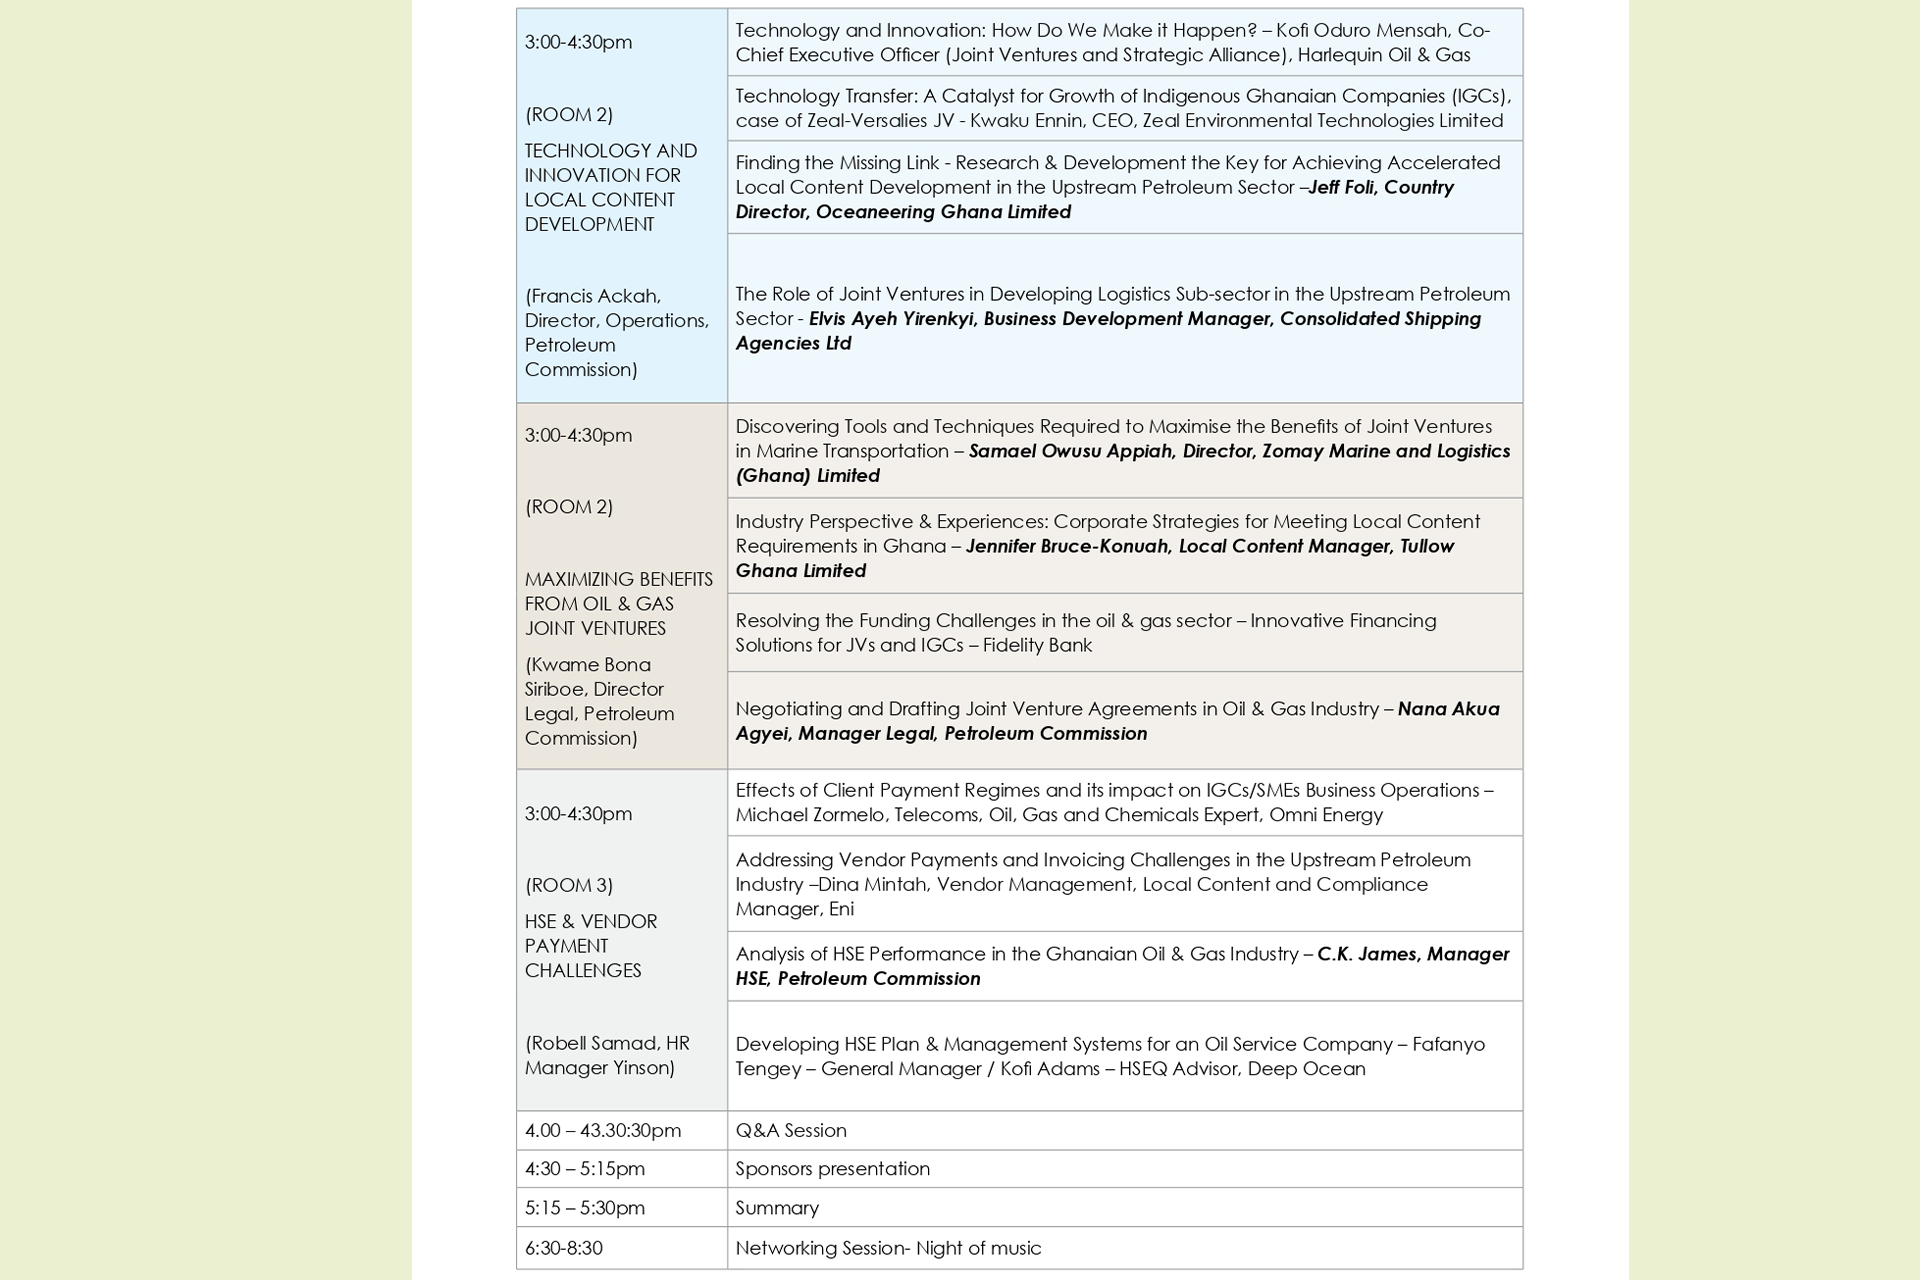 3:00-4:30pm
(ROOM 2)
TECHNOLOGY AND
INNOVATION FOR
LOCAL CONTENT
DEVELOPMENT
(Francis Ackah,
Director, Operations,
Petroleum
Commission)
Technology and Innovation: How Do We Make it Happen? – Kofi Oduro Mensah, Co-
Chief Executive Officer (Joint Ventures and Strategic Alliance), Harlequin Oil & Gas
Technology Transfer: A Catalyst for Growth of Indigenous Ghanaian Companies (IGCs),
case of Zeal-Versalies JV - Kwaku Ennin, CEO, Zeal Environmental Technologies Limited
Finding the Missing Link - Research & Development the Key for Achieving Accelerated
Local Content Development in the Upstream Petroleum Sector –Jeff Foli, Country
Director, Oceaneering Ghana Limited
The Role of Joint Ventures in Developing Logistics Sub-sector in the Upstream Petroleum
Sector - Elvis Ayeh Yirenkyi, Business Development Manager, Consolidated Shipping
Agencies Ltd
3:00-4:30pm
(ROOM 2)
MAXIMIZING BENEFITS
FROM OIL & GAS
JOINT VENTURES
(Kwame Bona
Siriboe, Director
Legal, Petroleum
Commission)
Discovering Tools and Techniques Required to Maximise the Benefits of Joint Ventures
in Marine Transportation – Samael Owusu Appiah, Director, Zomay Marine and Logistics
(Ghana) Limited
Industry Perspective & Experiences: Corporate Strategies for Meeting Local Content
Requirements in Ghana – Jennifer Bruce-Konuah, Local Content Manager, Tullow
Ghana Limited
Resolving the Funding Challenges in the oil & gas sector – Innovative Financing
Solutions for JVs and IGCs – Fidelity Bank
Negotiating and Drafting Joint Venture Agreements in Oil & Gas Industry – Nana Akua
Agyei, Manager Legal, Petroleum Commission
3:00-4:30pm
(ROOM 3)
HSE & VENDOR
PAYMENT
CHALLENGES
(Robell Samad, HR
Manager Yinson)
Effects of Client Payment Regimes and its impact on IGCs/SMEs Business Operations –
Michael Zormelo, Telecoms, Oil, Gas and Chemicals Expert, Omni Energy
Addressing Vendor Payments and Invoicing Challenges in the Upstream Petroleum
Industry –Dina Mintah, Vendor Management, Local Content and Compliance
Manager, Eni
Analysis of HSE Performance in the Ghanaian Oil & Gas Industry – C.K. James, Manager
HSE, Petroleum Commission
Developing HSE Plan & Management Systems for an Oil Service Company – Fafanyo
Tengey – General Manager / Kofi Adams – HSEQ Advisor, Deep Ocean
4.00 – 43.30:30pm
Q&A Session
4:30 – 5:15pm
Sponsors presentation
5:15 – 5:30pm
Summary
6:30-8:30
Networking Session- Night of music